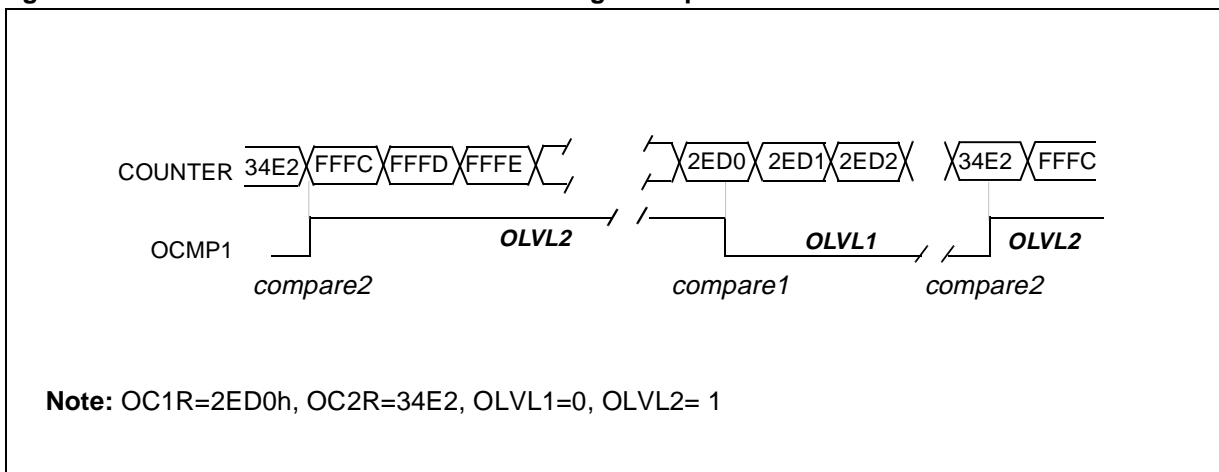 COUNTER 34E2 FFFC FFFD FFFE 2ED0 2ED1 2ED2 34E2 FFFC
OCMP1 OLVL2 OLVL1 OLVL2
compare2 compare1 compare2
Note: OC1R=2ED0h, OC2R=34E2, OLVL1=0, OLVL2= 1